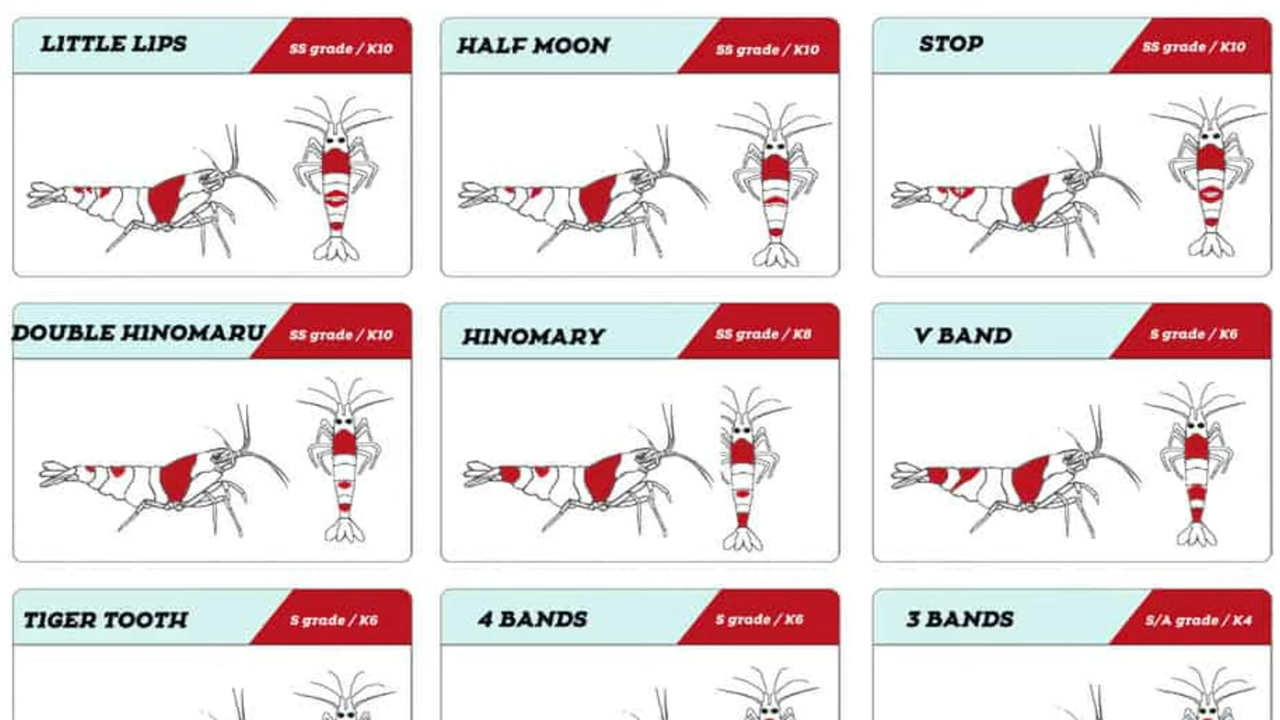 LITTLE LIPS SS grade / K10
HALF MOON SS grade / K10
STOP SS grade / K10
DOUBLE HINOMARU SS grade / K10
HINOMARY SS grade / K8
V BAND S grade / K6
TIGER TOOTH S grade / K6
4 BANDS S grade / K6
3 BANDS S/A grade / K4